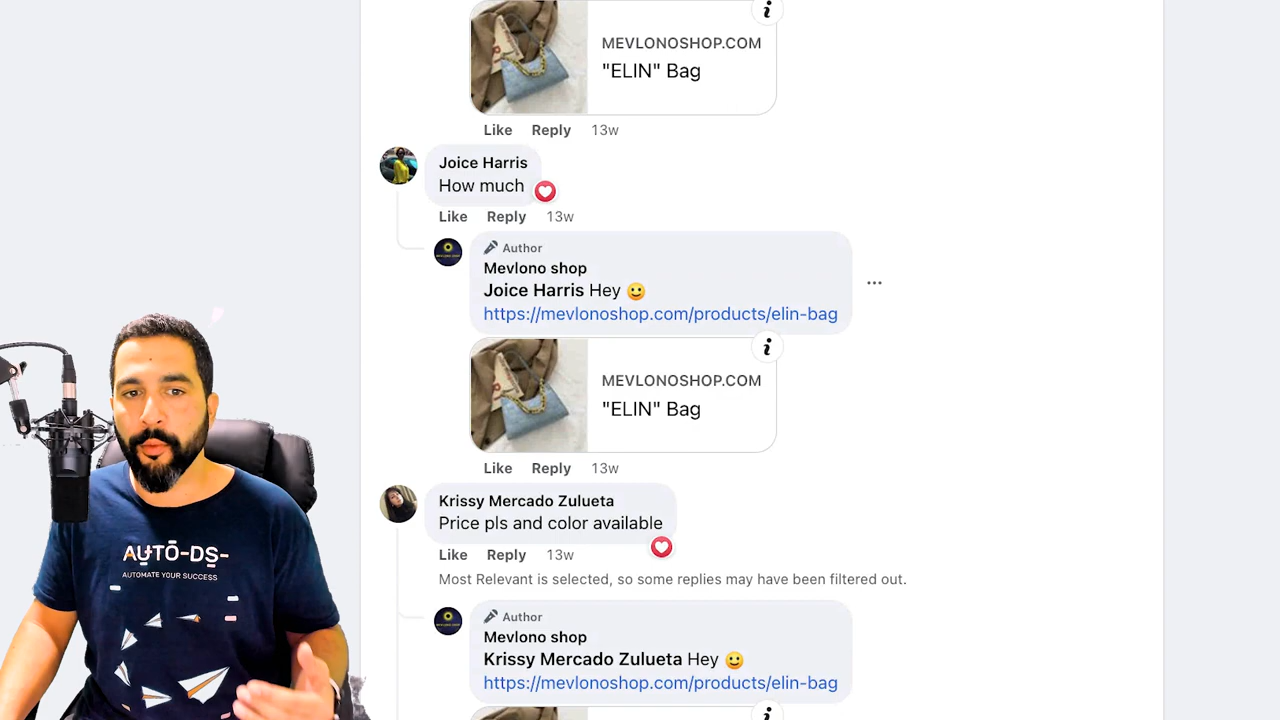 MEVLONOSHOP.COM
"ELIN" Bag
Like Reply 13w
Joice Harris
How much
Like Reply 13w
Author
Mevlono shop
Joice Harris Hey 🙂
https://mevlonoshop.com/products/elin-bag
MEVLONOSHOP.COM
"ELIN" Bag
Like Reply 13w
Krissy Mercado Zulueta
Price pls and color available
Like Reply 13w
Most Relevant is selected, so some replies may have been filtered out.
Author
Mevlono shop
Krissy Mercado Zulueta Hey 🙂
https://mevlonoshop.com/products/elin-bag
AUTO-DS-
AUTOMATE YOUR SUCCESS